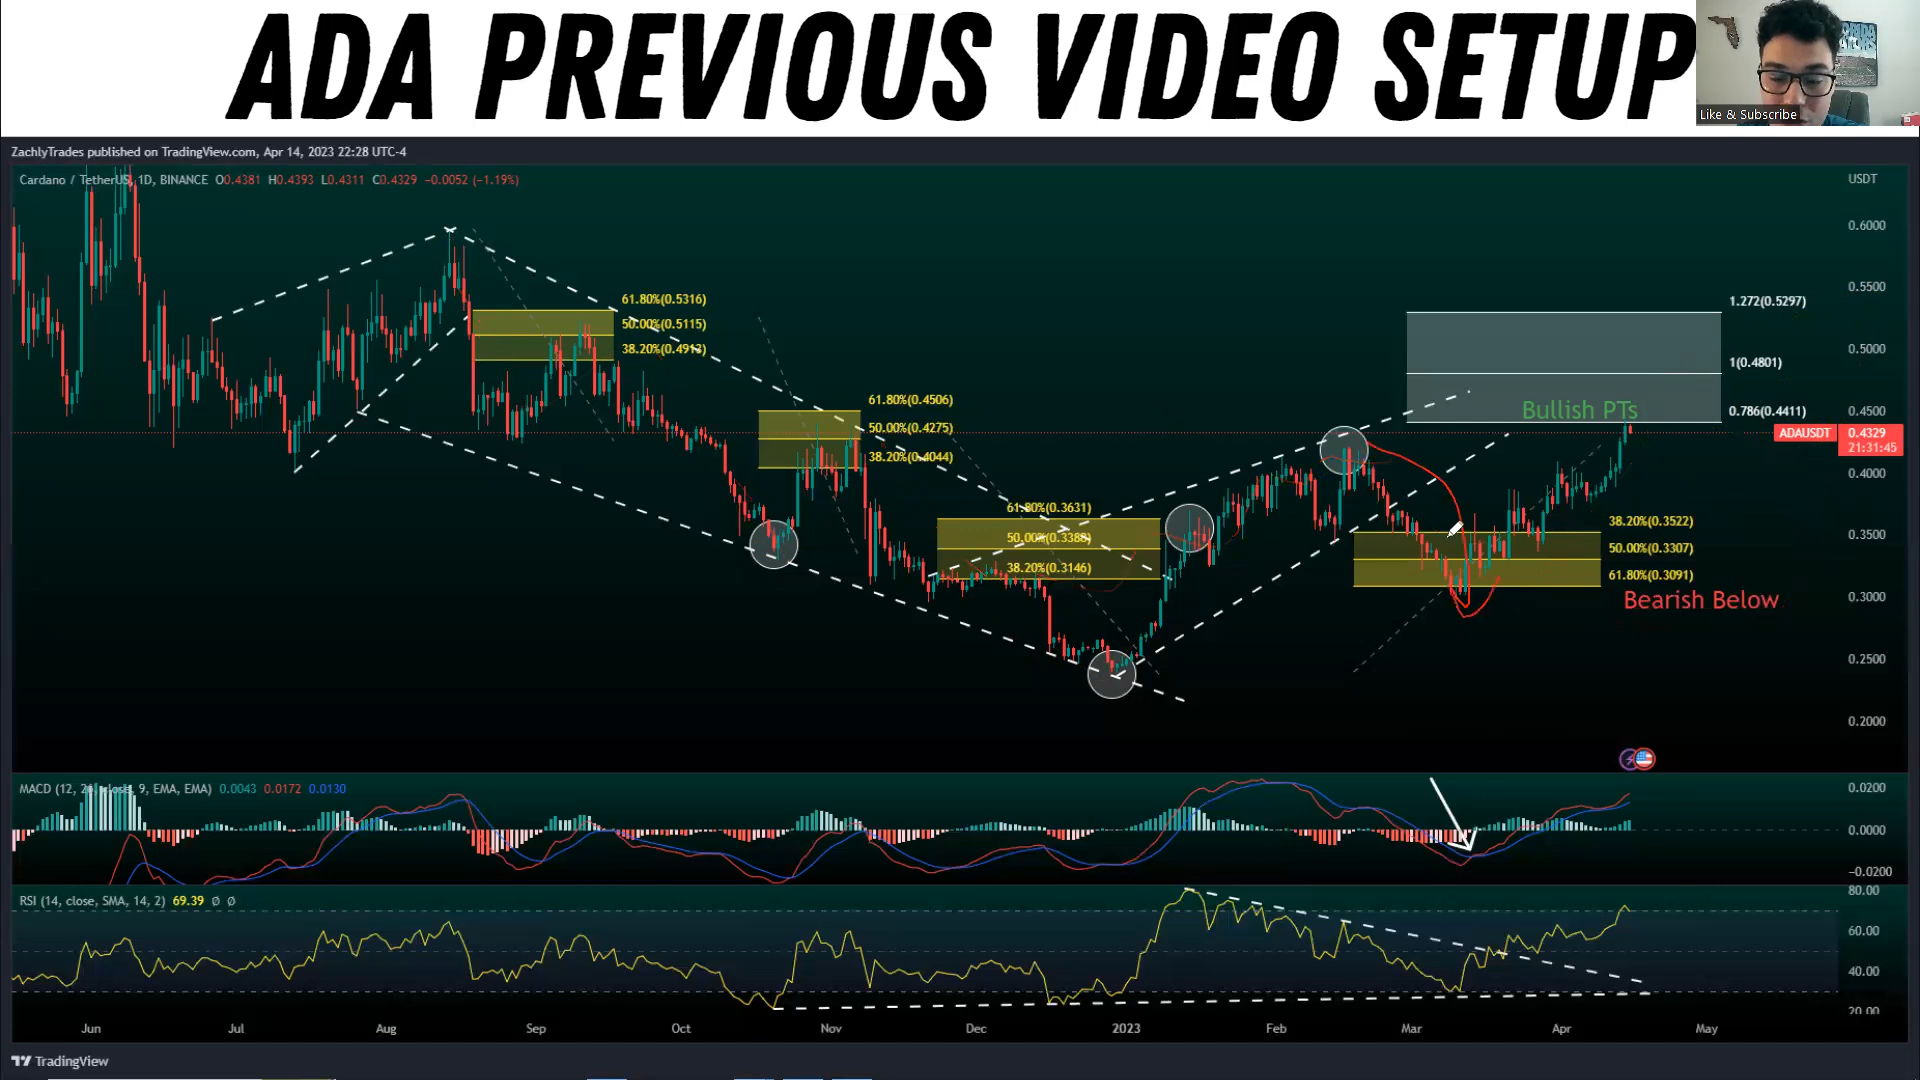 ADA PREVIOUS VIDEO SETUP
Like & Subscribe
ZachlyTrades published on TradingView.com, Apr 14, 2023 22:28 UTC-4
Cardano / TetherUS, 1D, BINANCE O0.4381 H0.4393 L0.4311 C0.4329 −0.0052 (−1.19%)
USDT
0.6000
0.5500
0.5000
0.4500
ADAUSDT 0.4329
21:31:45
0.4000
0.3500
0.3000
0.2500
0.2000
61.80%(0.5316)
50.00%(0.5115)
38.20%(0.4913)
61.80%(0.4506)
50.00%(0.4275)
38.20%(0.4044)
61.80%(0.3631)
50.00%(0.3388)
38.20%(0.3146)
1.272(0.5297)
1(0.4801)
0.786(0.4411)
Bullish PTs
38.20%(0.3522)
50.00%(0.3307)
61.80%(0.3091)
Bearish Below
MACD (12, 26, close, 9, EMA, EMA) 0.0043 0.0172 0.0130
0.0200
0.0000
−0.0200
RSI (14, close, SMA, 14, 2) 69.39 Ø Ø
80.00
60.00
40.00
20.00
Jun Jul Aug Sep Oct Nov Dec 2023 Feb Mar Apr May
TradingView